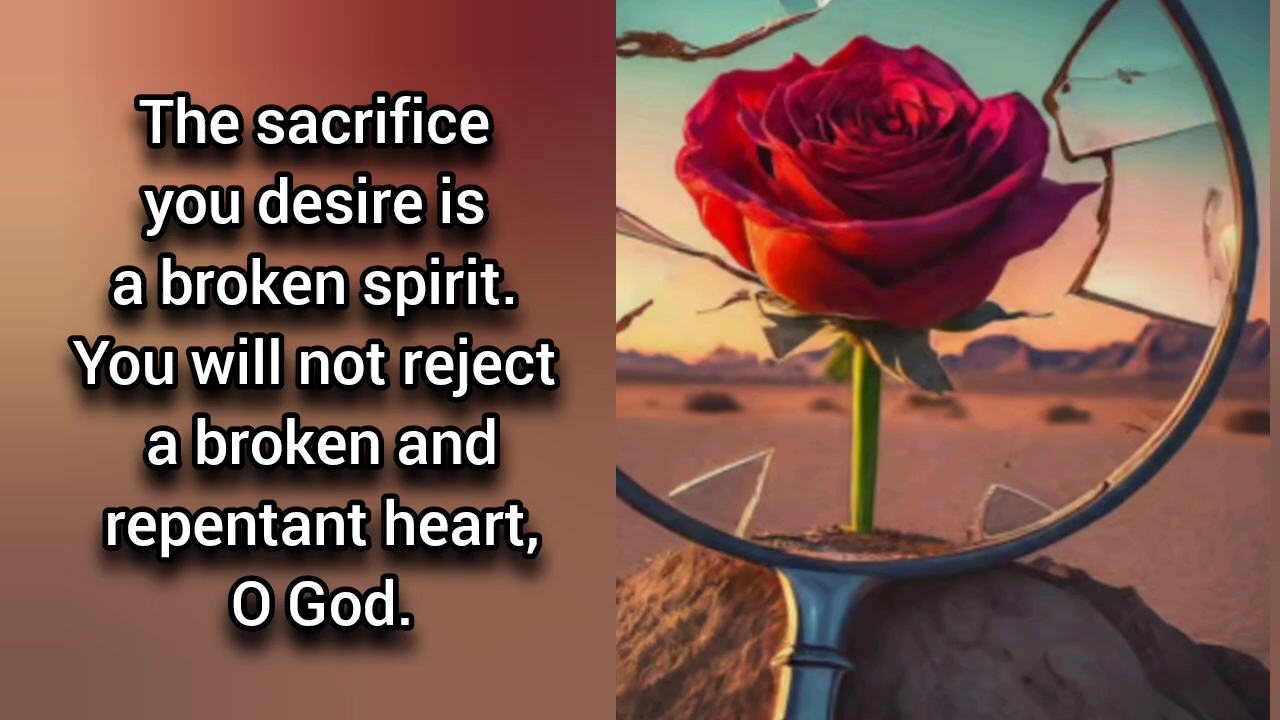 The sacrifice
you desire is
a broken spirit.
You will not reject
a broken and
repentant heart,
O God.